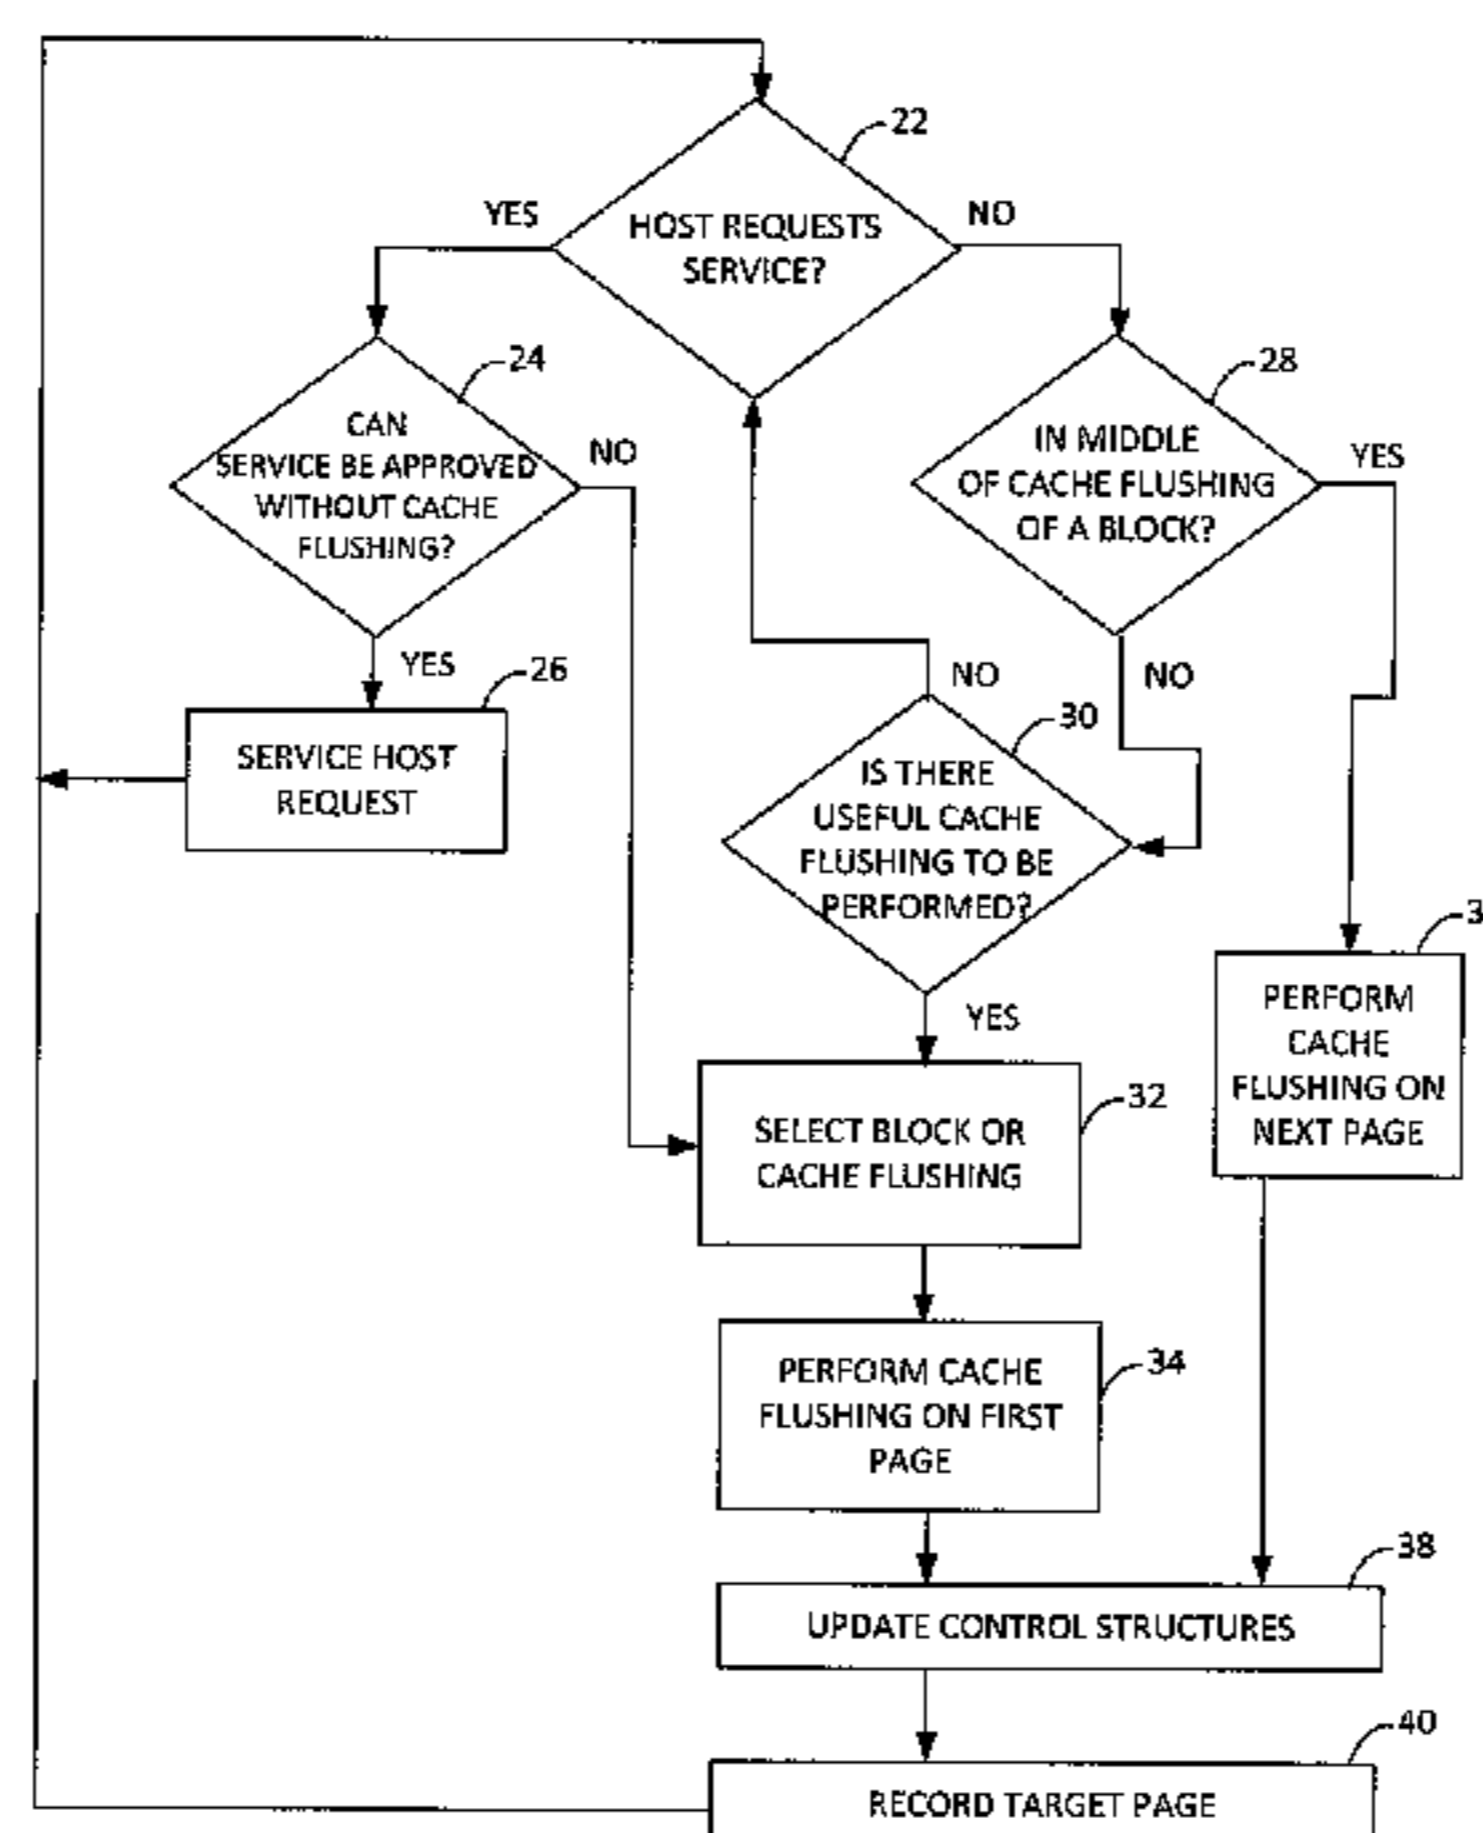 22
YES
HOST REQUESTS
SERVICE?
NO
24
CAN
SERVICE BE APPROVED
WITHOUT CACHE
FLUSHING?
NO
28
IN MIDDLE
OF CACHE FLUSHING
OF A BLOCK?
YES
YES
26
SERVICE HOST
REQUEST
NO
NO
30
IS THERE
USEFUL CACHE
FLUSHING TO BE
PERFORMED?
YES
3
PERFORM
CACHE
FLUSHING ON
NEXT PAGE
32
SELECT BLOCK OR
CACHE FLUSHING
34
PERFORM CACHE
FLUSHING ON FIRST
PAGE
38
UPDATE CONTROL STRUCTURES
40
RECORD TARGET PAGE